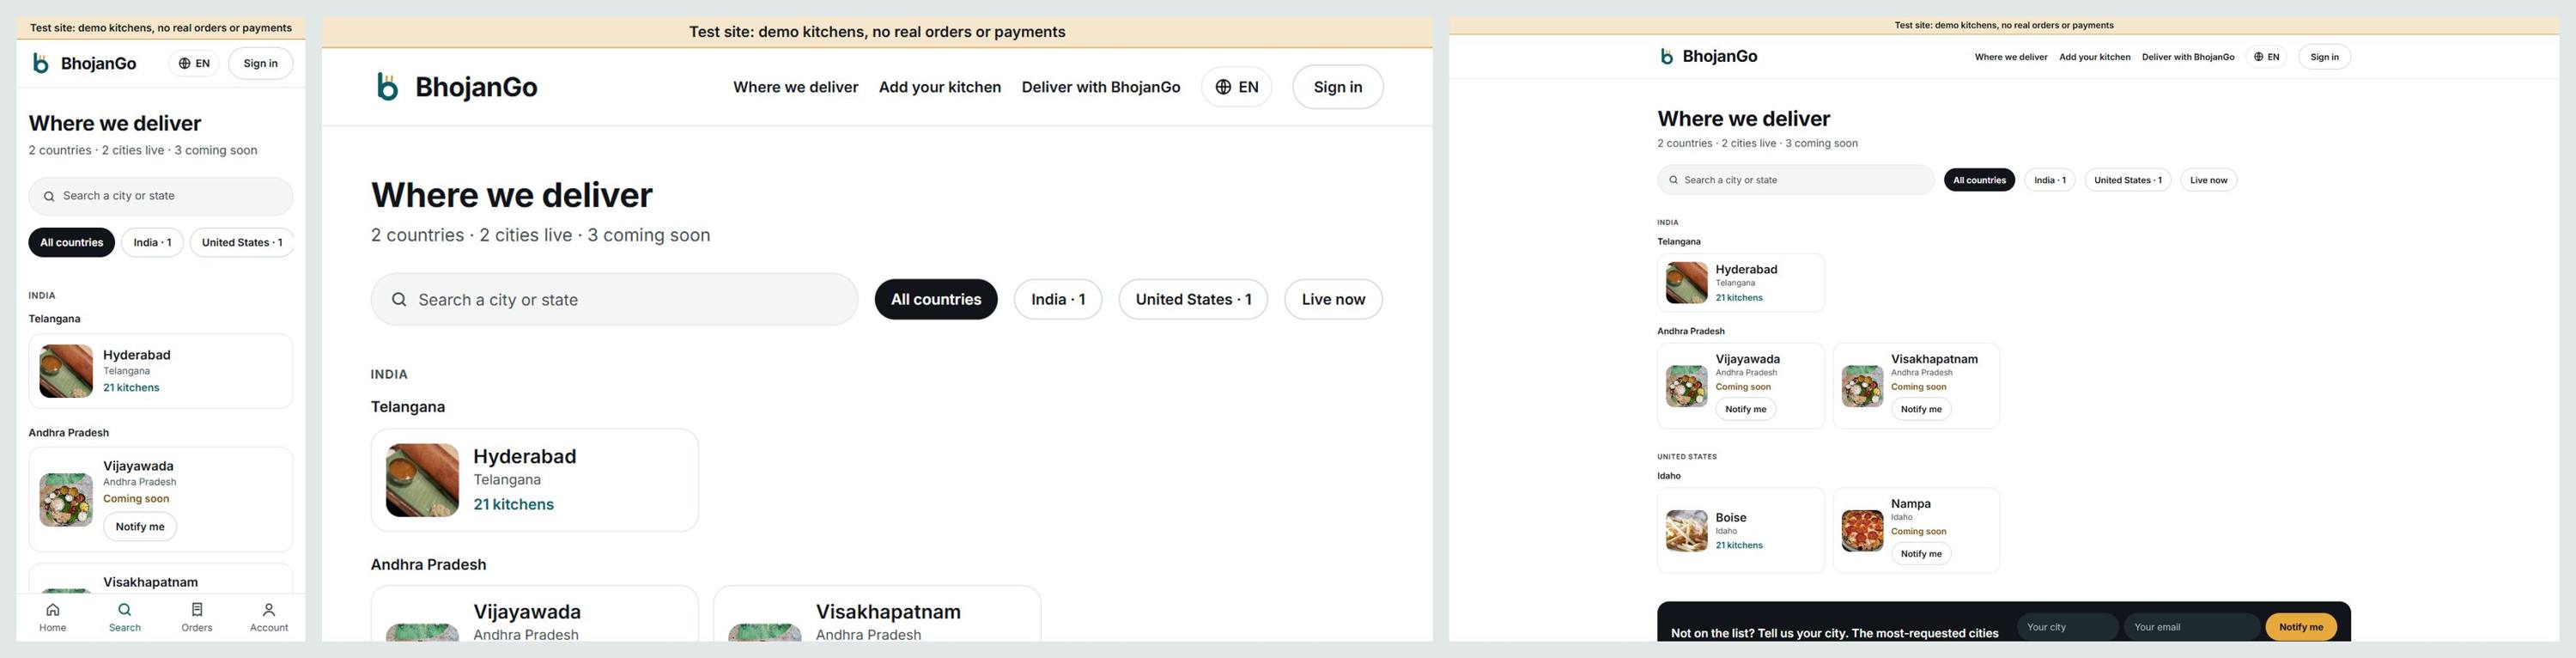 Test site: demo kitchens, no real orders or payments
BhojanGo
EN
Sign in
Where we deliver
2 countries · 2 cities live · 3 coming soon
Search a city or state
All countries
India · 1
United States · 1
INDIA
Telangana
Hyderabad
Telangana
21 kitchens
Andhra Pradesh
Vijayawada
Andhra Pradesh
Coming soon
Notify me
Visakhapatnam
Home
Search
Orders
Account
Test site: demo kitchens, no real orders or payments
BhojanGo
Where we deliver
Add your kitchen
Deliver with BhojanGo
EN
Sign in
Where we deliver
2 countries · 2 cities live · 3 coming soon
Search a city or state
All countries
India · 1
United States · 1
Live now
INDIA
Telangana
Hyderabad
Telangana
21 kitchens
Andhra Pradesh
Vijayawada
Andhra Pradesh
Visakhapatnam
Andhra Pradesh
Test site: demo kitchens, no real orders or payments
BhojanGo
Where we deliver
Add your kitchen
Deliver with BhojanGo
EN
Sign in
Where we deliver
2 countries · 2 cities live · 3 coming soon
Search a city or state
All countries
India · 1
United States · 1
Live now
INDIA
Telangana
Hyderabad
Telangana
21 kitchens
Andhra Pradesh
Vijayawada
Andhra Pradesh
Coming soon
Notify me
Visakhapatnam
Andhra Pradesh
Coming soon
Notify me
UNITED STATES
Idaho
Boise
Idaho
21 kitchens
Nampa
Idaho
Coming soon
Notify me
Not on the list? Tell us your city. The most-requested cities
Your city
Your email
Notify me